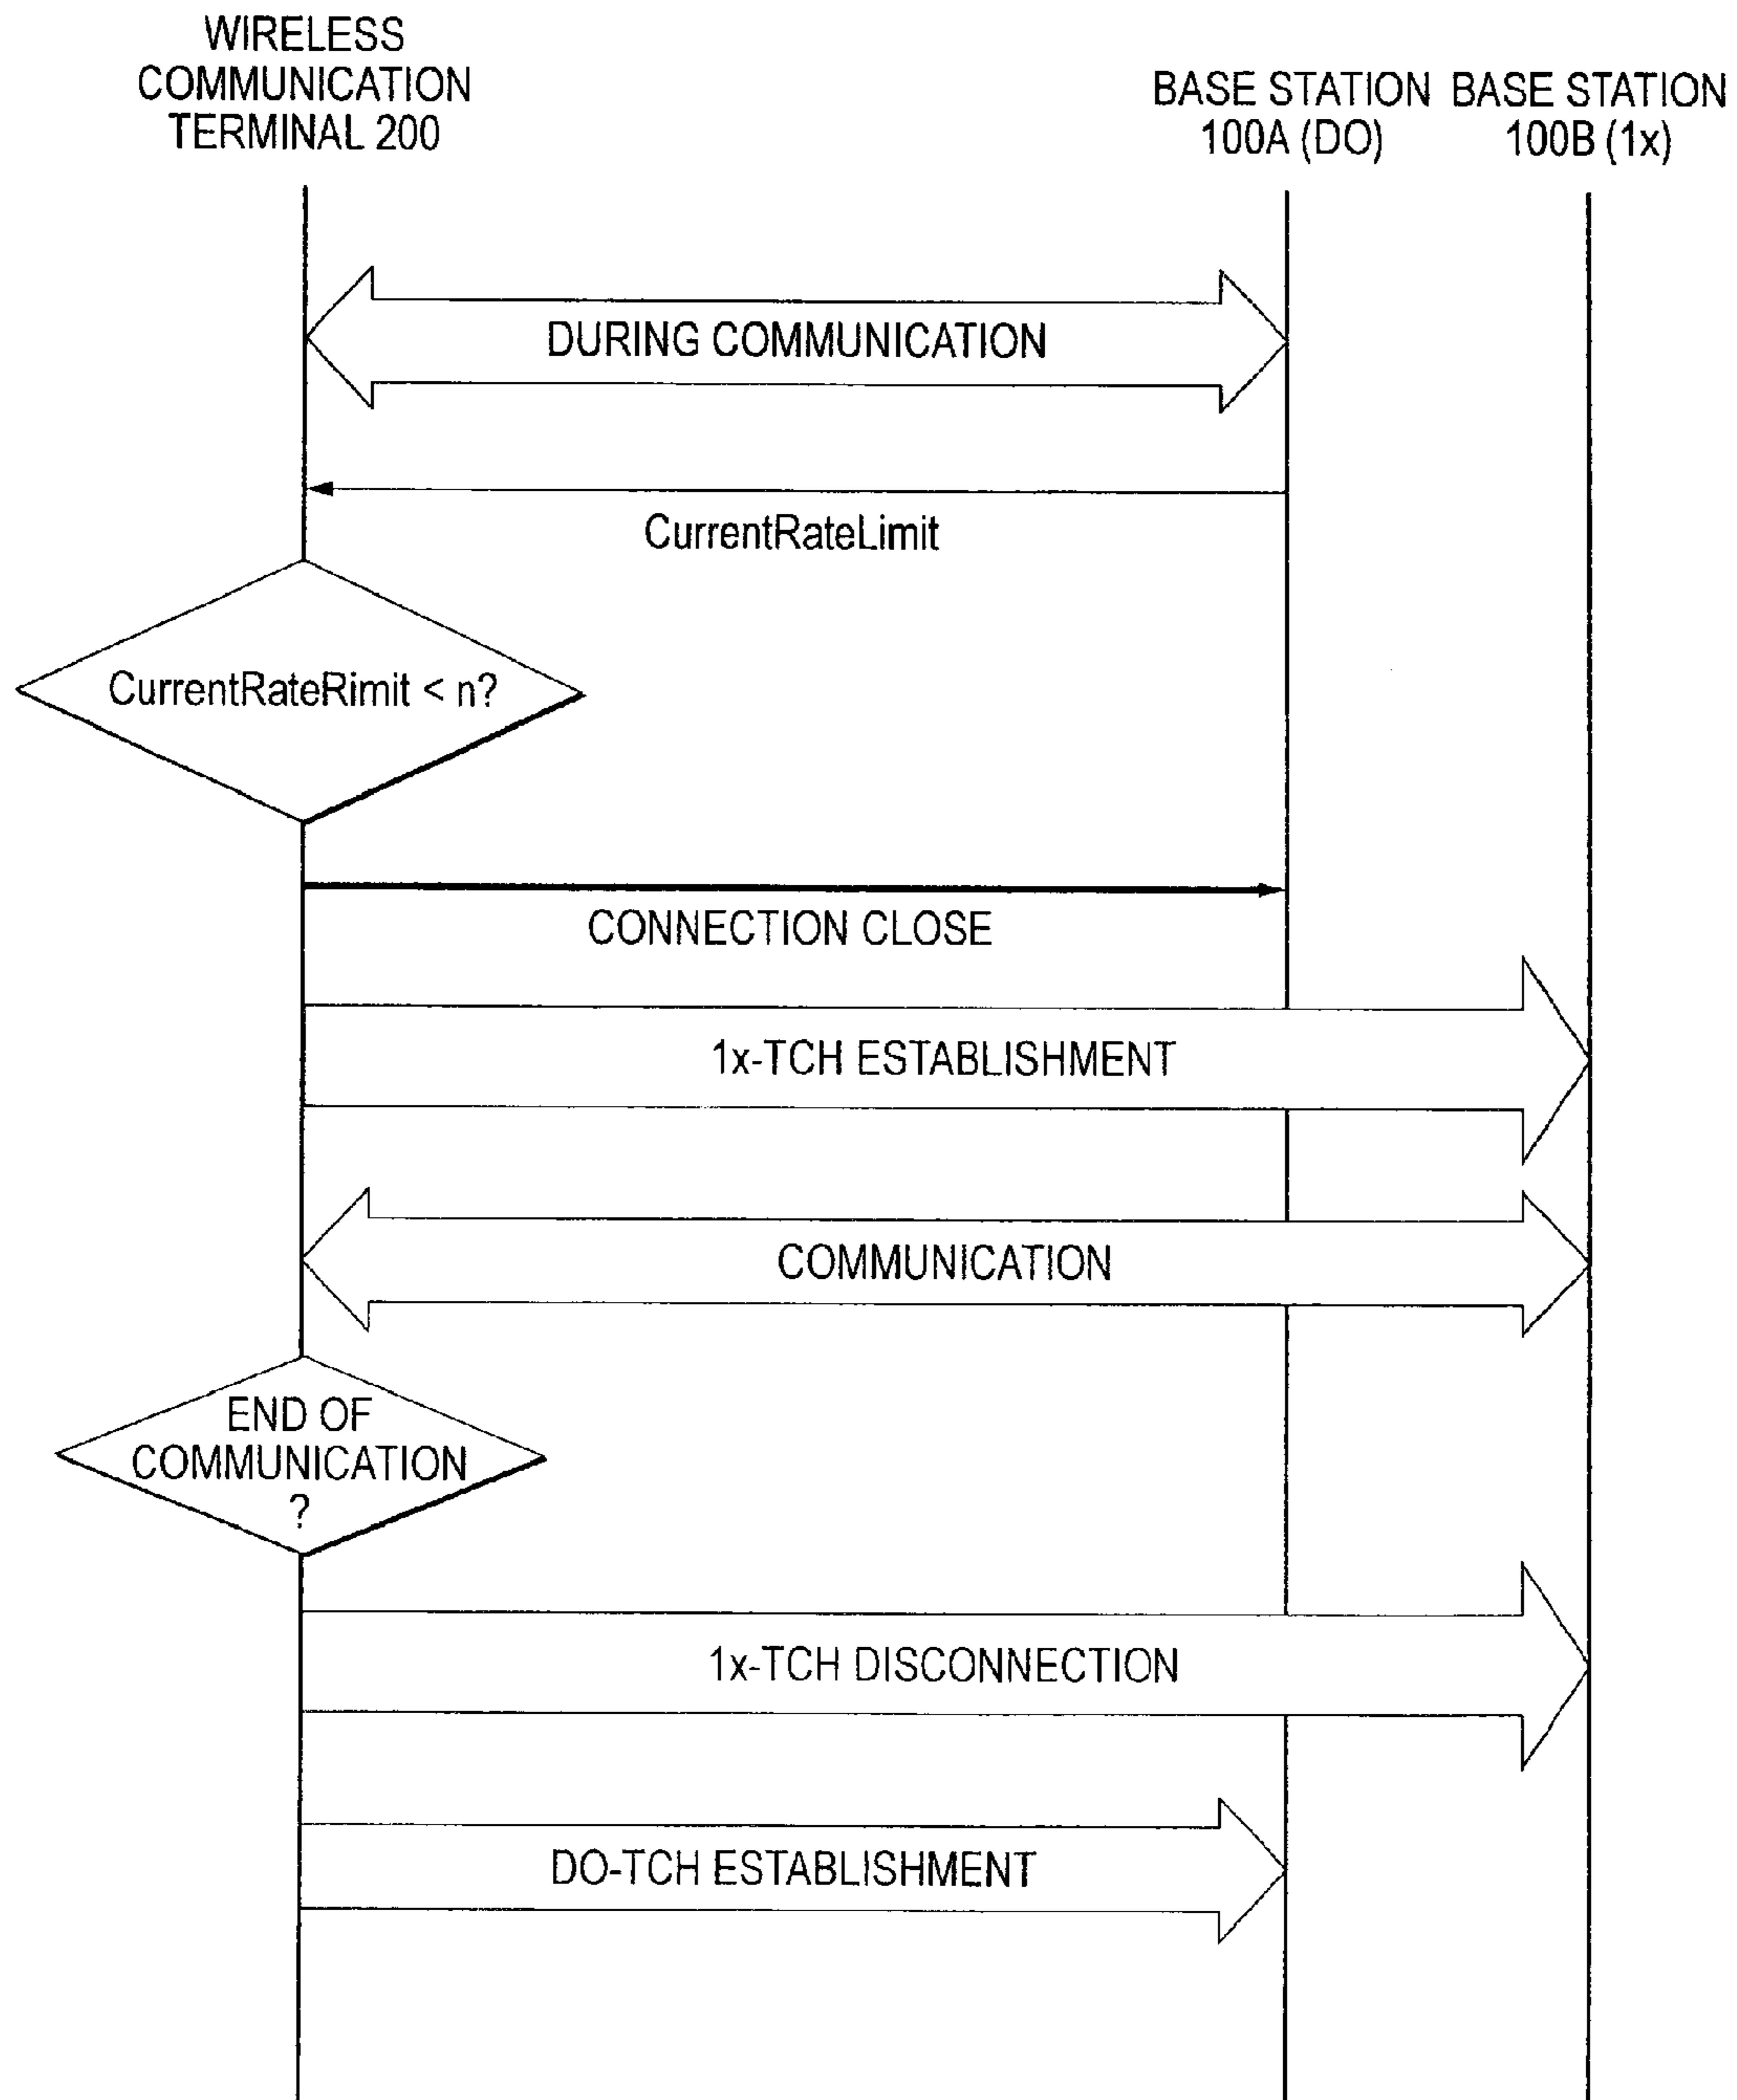 WIRELESS
COMMUNICATION
TERMINAL 200
BASE STATION
100A (DO)
BASE STATION
100B (1x)
DURING COMMUNICATION
CurrentRateLimit
CurrentRateRimit < n?
CONNECTION CLOSE
1x-TCH ESTABLISHMENT
COMMUNICATION
END OF
COMMUNICATION
?
1x-TCH DISCONNECTION
DO-TCH ESTABLISHMENT